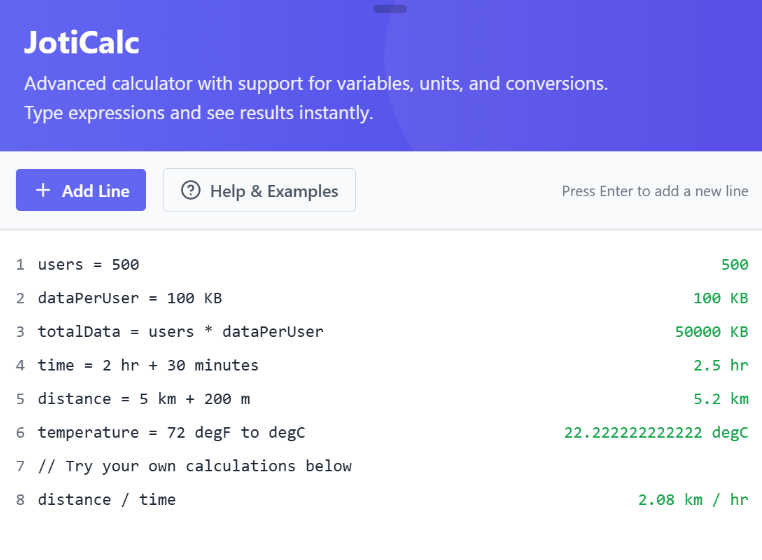 JotiCalc
Advanced calculator with support for variables, units, and conversions.
Type expressions and see results instantly.
+ Add Line
? Help & Examples
Press Enter to add a new line
1 users = 500 500
2 dataPerUser = 100 KB 100 KB
3 totalData = users * dataPerUser 50000 KB
4 time = 2 hr + 30 minutes 2.5 hr
5 distance = 5 km + 200 m 5.2 km
6 temperature = 72 degF to degC 22.222222222222 degC
7 // Try your own calculations below
8 distance / time 2.08 km / hr